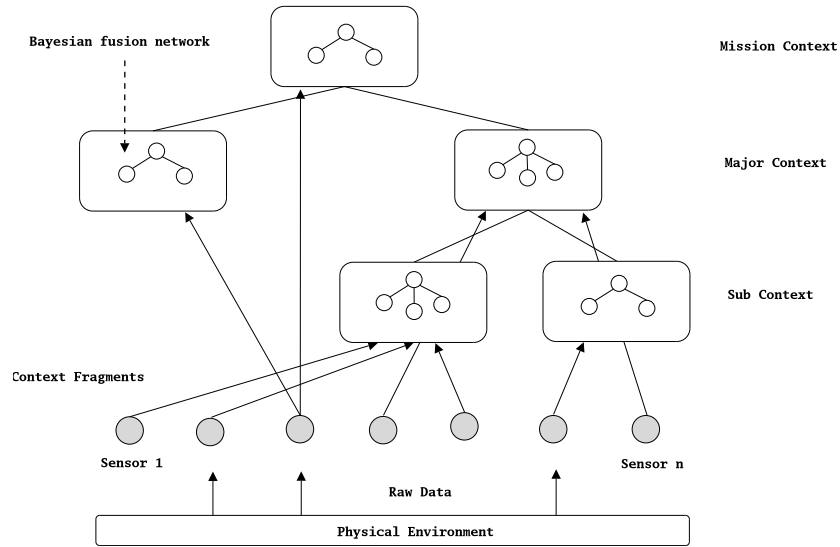 Bayesian fusion network
Mission Context
Major Context
Sub Context
Context Fragments
Sensor 1
Sensor n
Raw Data
Physical Environment